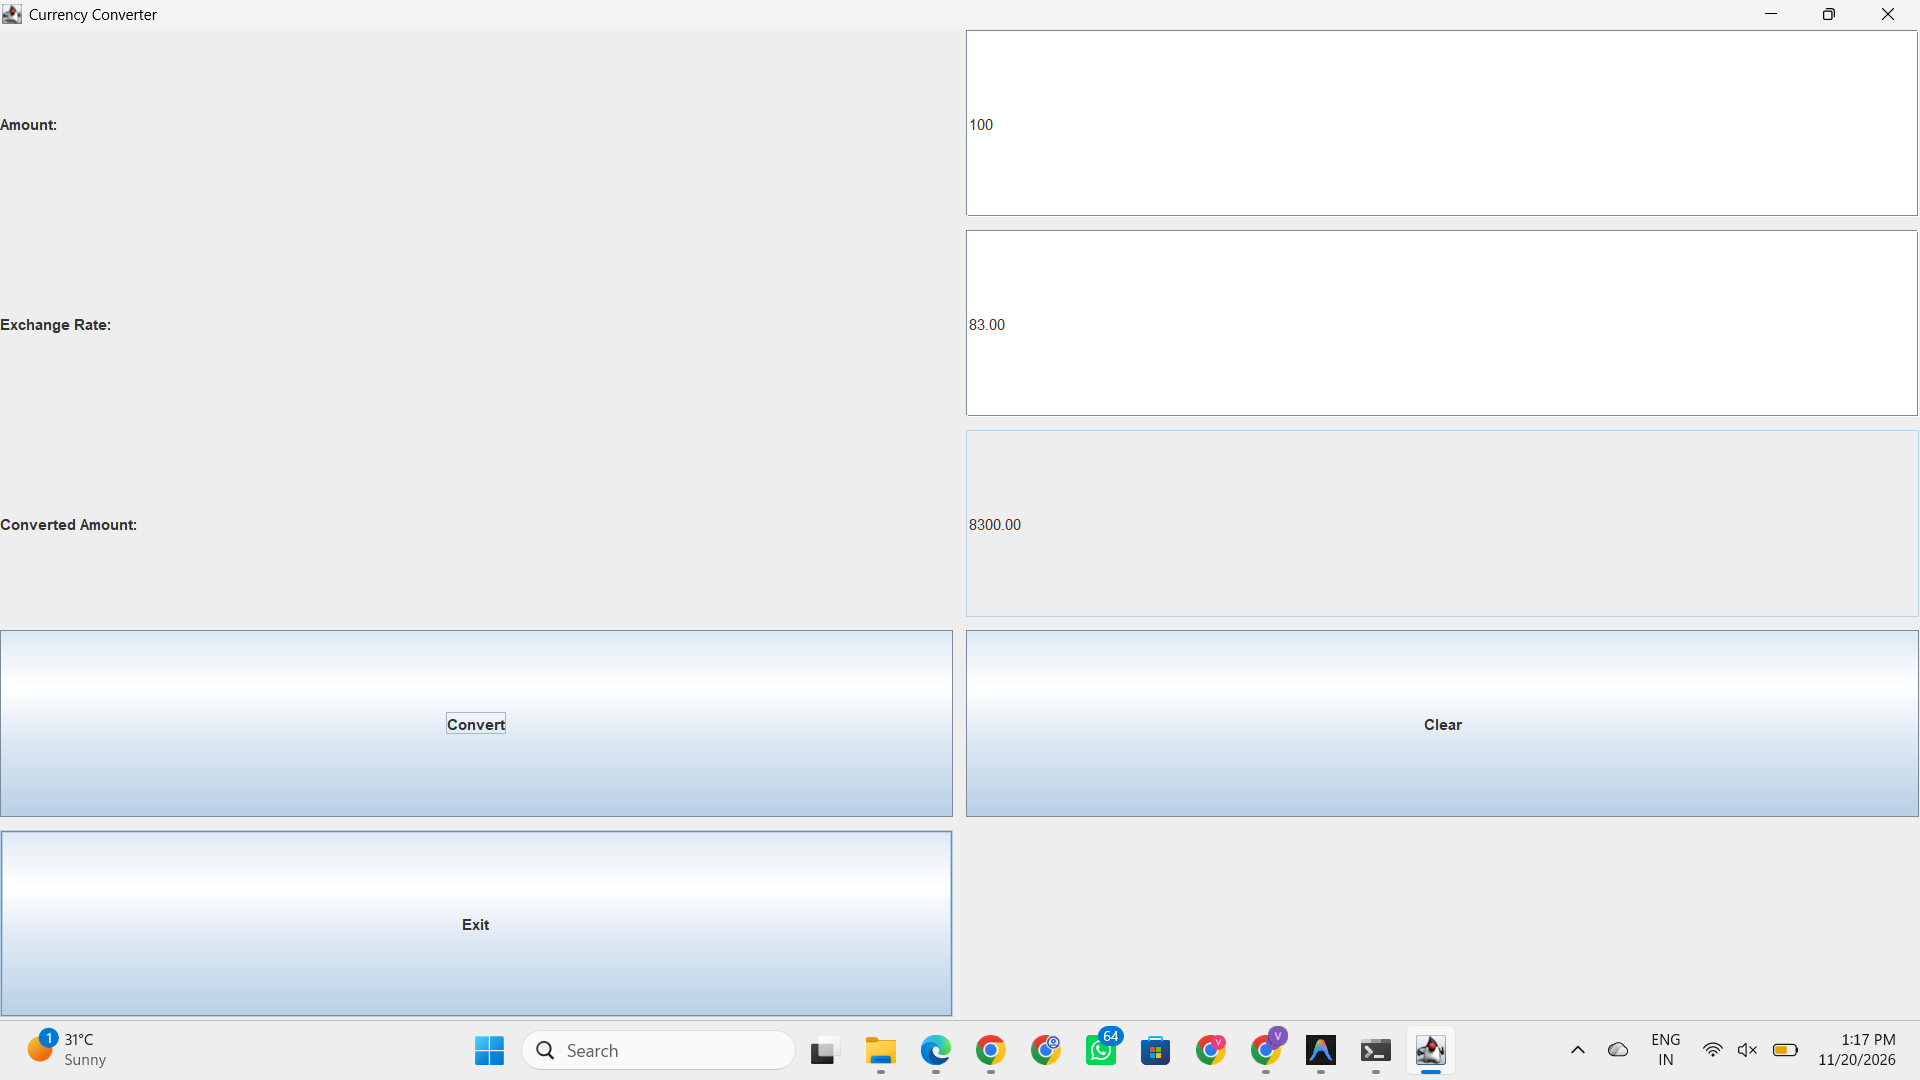 Currency Converter
Amount:
100
Exchange Rate:
83.00
Converted Amount:
8300.00
Convert
Clear
Exit
1
31°C
Sunny
Search
64
V
V
ENG
IN
1:17 PM
11/20/2026